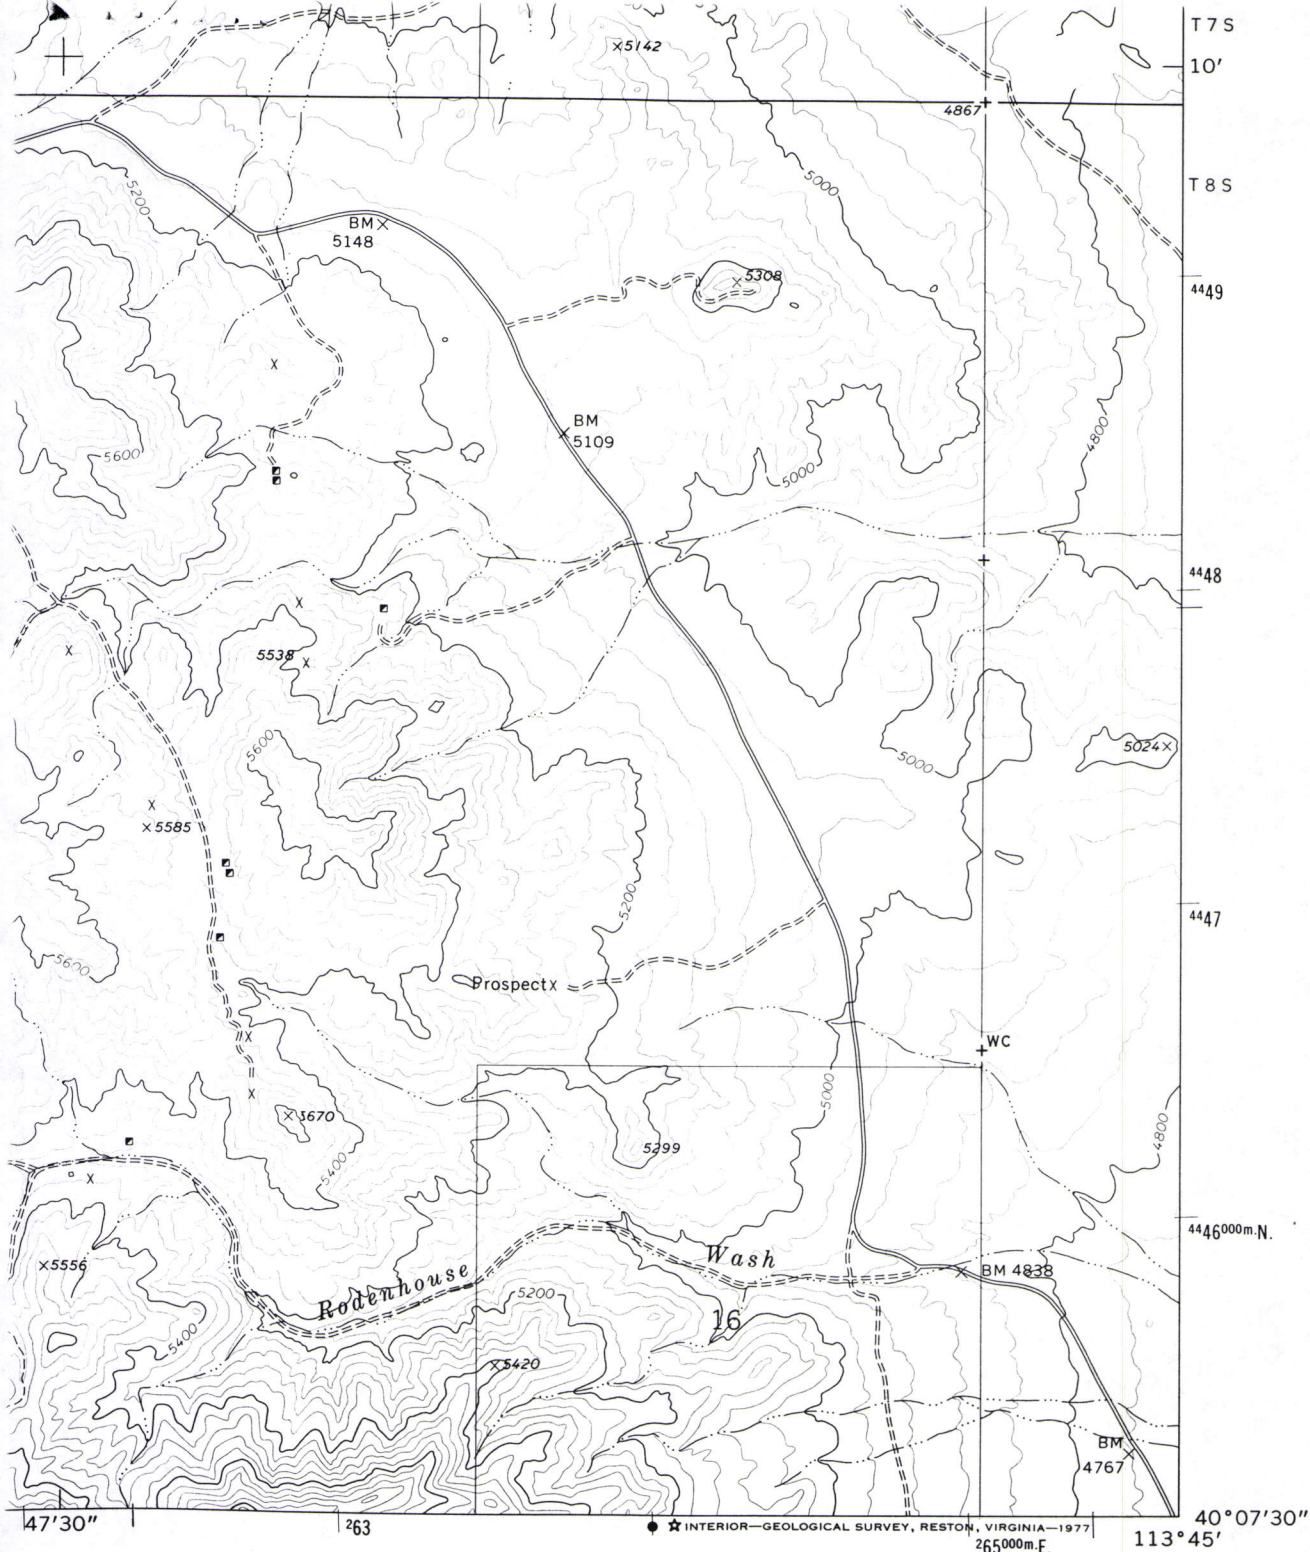 T 7 S
×5142
10′
4867
5200
5000
T 8 S
BM×
5148
×5308
4449
BM
5109
4800
5600
5000
4448
5538
×
5600
5024×
5000
×5585
5200
4447
5600
Prospect x
WC
5000
×5670
5299
4800
5400
4446000m.N.
×5556
Wash
BM 4838
Rodenhouse
5200
16
5400
×5420
BM
4767
47′30″
263
INTERIOR—GEOLOGICAL SURVEY, RESTON, VIRGINIA—1977
40°07′30″
113°45′
265000m.E.